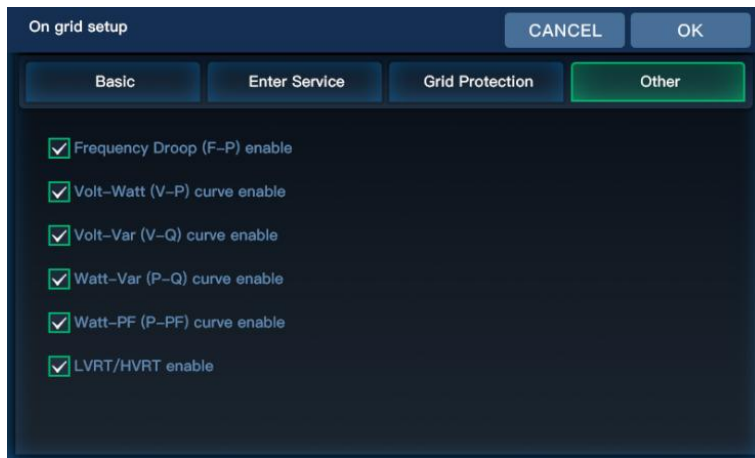 On grid setup
CANCEL
OK
Basic
Enter Service
Grid Protection
Other
Frequency Droop (F-P) enable
Volt-Watt (V-P) curve enable
Volt-Var (V-Q) curve enable
Watt-Var (P-Q) curve enable
Watt-PF (P-PF) curve enable
LVRT/HVRT enable